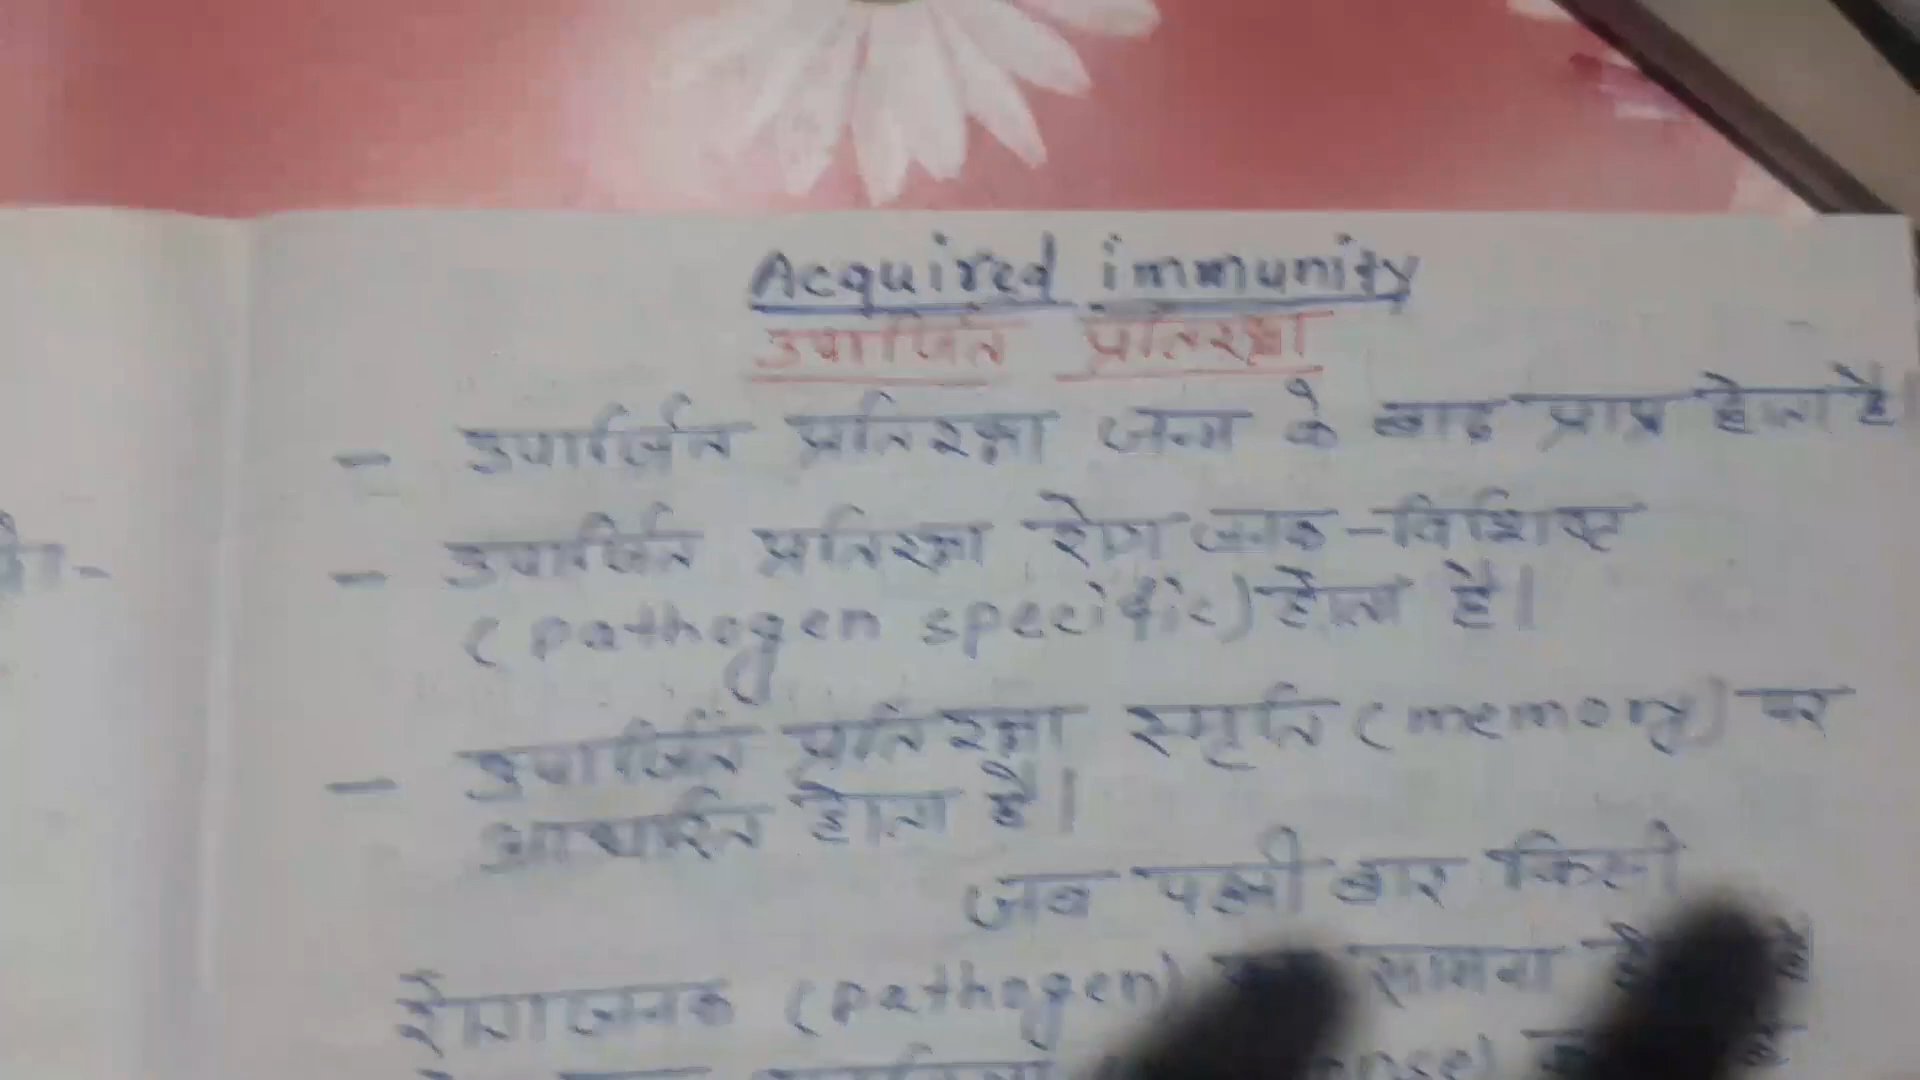 Acquired immunity
उपार्जित प्रतिरक्षा
- उपार्जित प्रतिरक्षा जन्म के बाद प्राप्त होता है।
- उपार्जित प्रतिरक्षा रोग जनक-विशिष्ट
(pathogen specific) होता है।
- उपार्जित प्रतिरक्षा स्मृति (memory) पर
आधारित होता है।
जब पहली बार किसी
रोगजनक (pathogen) सामना